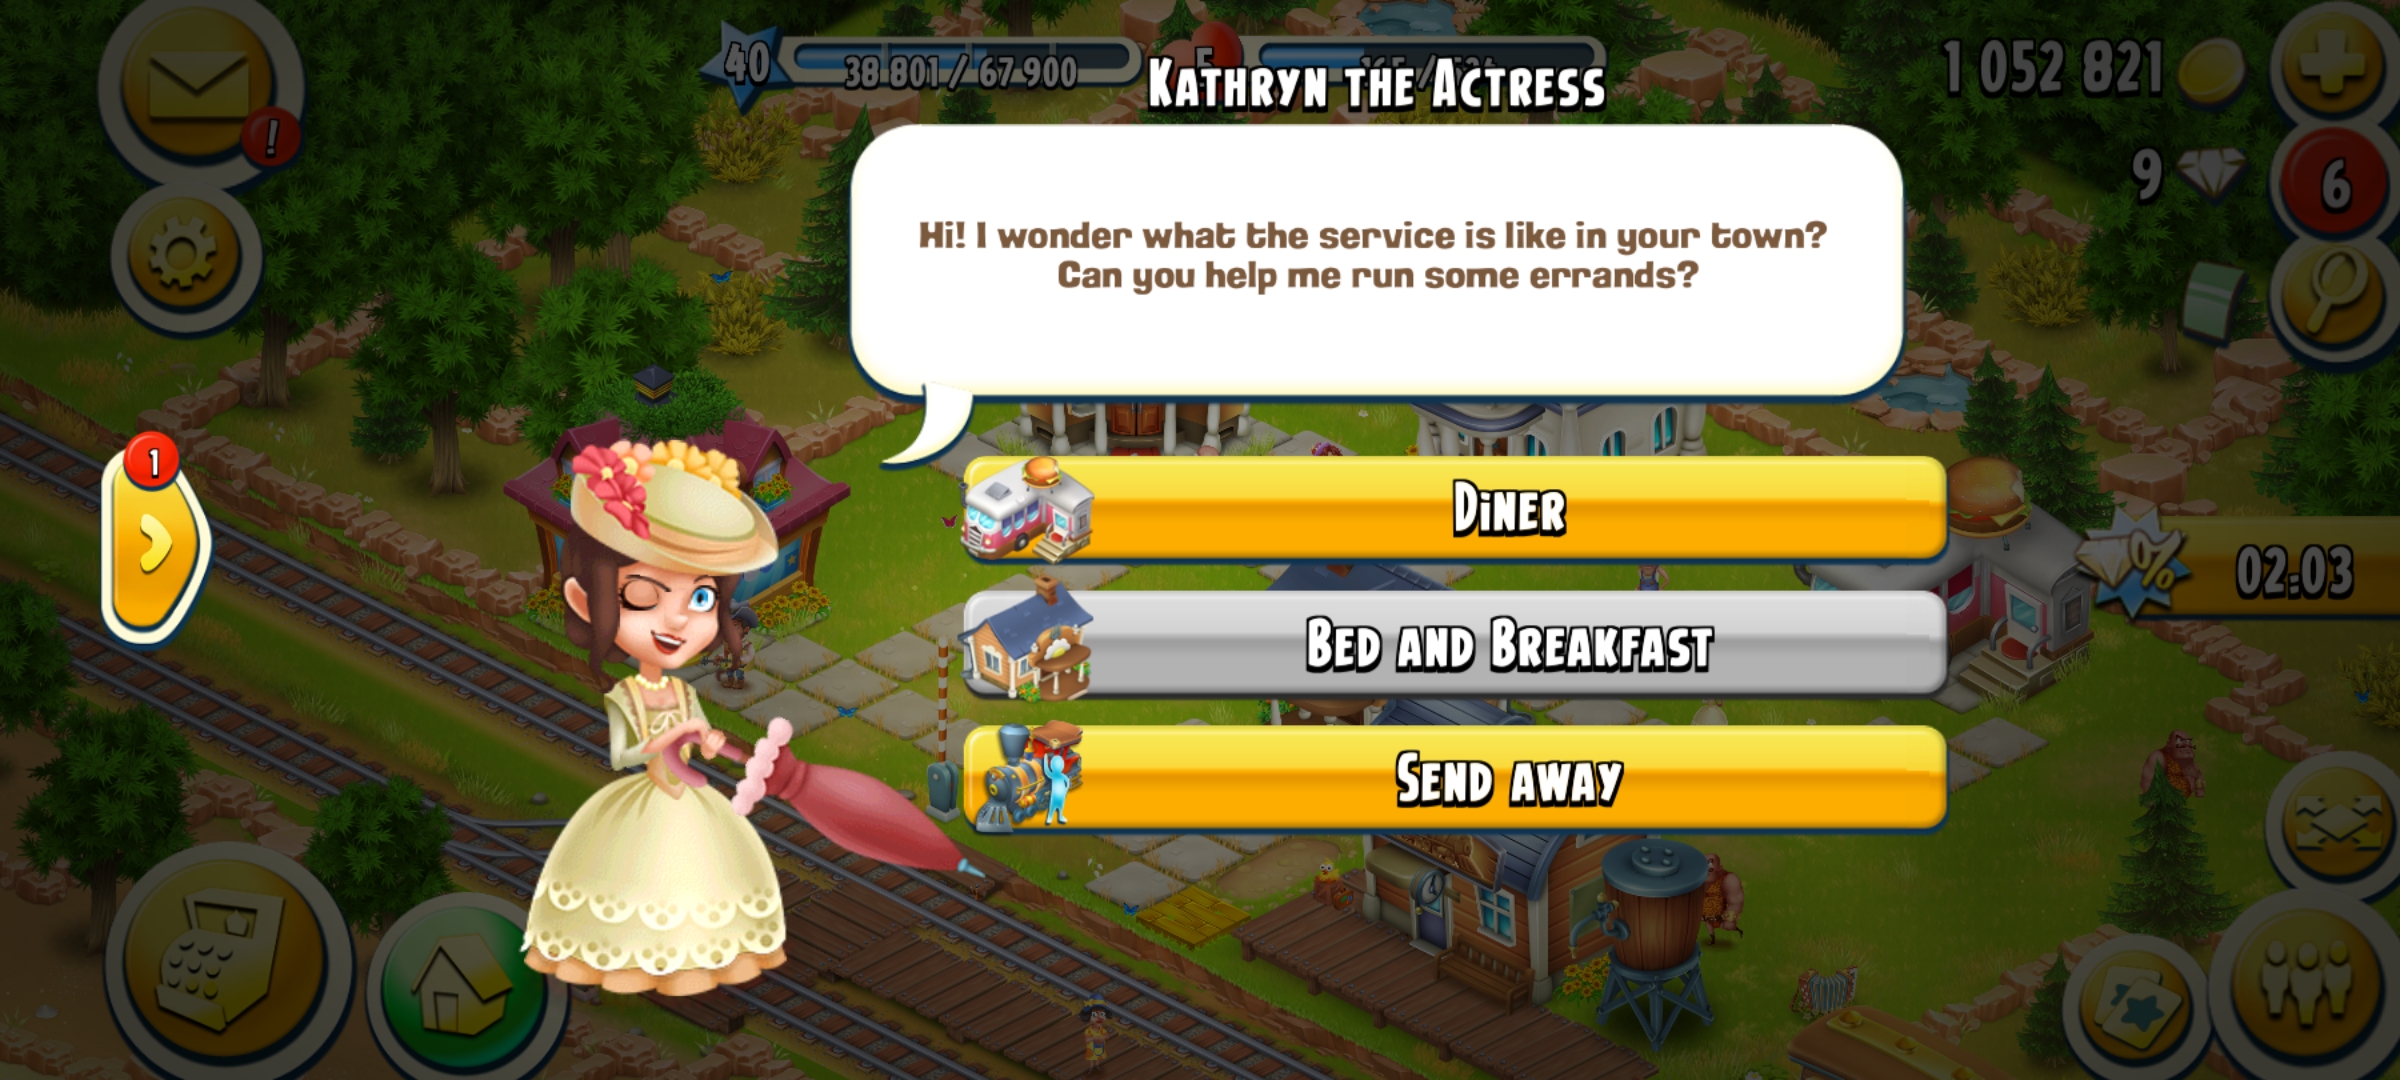 40
38 801 / 67 900
5
KATHRYN THE ACTRESS
1 052 821
!
9
6
Hi! I wonder what the service is like in your town?
Can you help me run some errands?
1
DINER
%
02:03
BED AND BREAKFAST
SEND AWAY